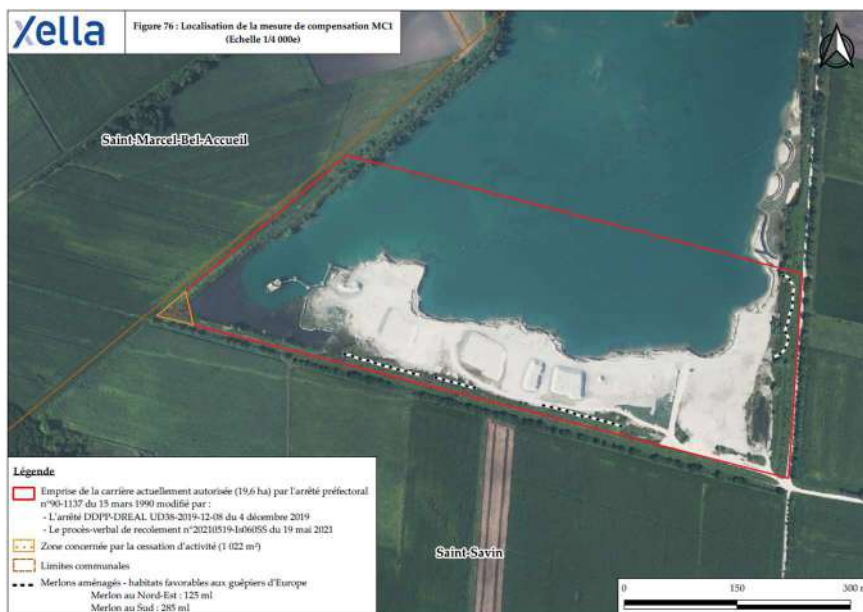 Xella
Figure 76 : Localisation de la mesure de compensation MC1
(Echelle 1/4 000e)
Saint-Marcel-Bel-Accueil
Saint-Savin
Légende
Emprise de la carrière actuellement autorisée (19,6 ha) par l'arrêté préfectoral
n°90-1137 du 15 mars 1990 modifié par :
- L'arrêté DDPP-DREAL UD38-2019-12-08 du 4 décembre 2019
- Le procès-verbal de recolement n°20210519-Is060SS du 19 mai 2021
Zone concernée par la cessation d'activité (1 022 m²)
Limites communales
Merlons aménagés - habitats favorables aux guêpiers d'Europe
Merlon au Nord-Est : 125 ml
Merlon au Sud : 285 ml
0 150 300 m